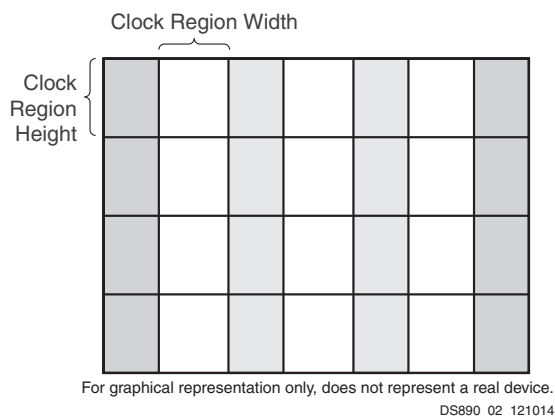 Clock Region Width
Clock
Region
Height
For graphical representation only, does not represent a real device.
DS890_02_121014